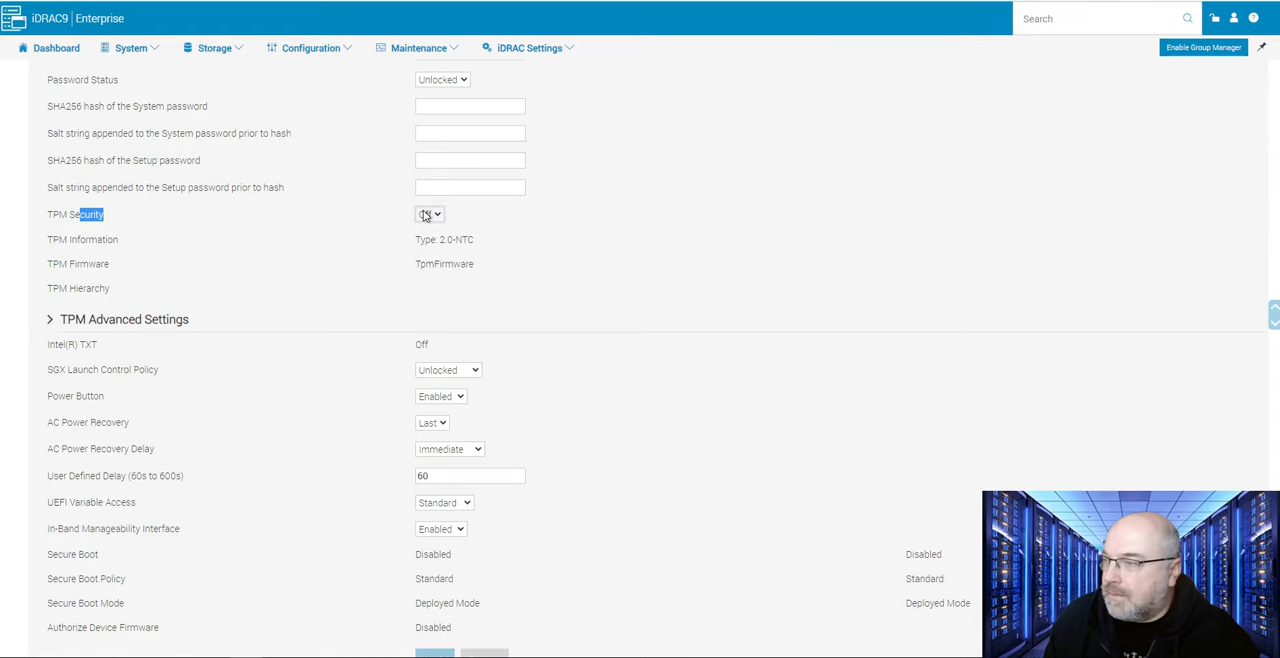 iDRAC9 | Enterprise
Search
Dashboard System Storage Configuration Maintenance iDRAC Settings
Enable Group Manager
Password Status Unlocked
SHA256 hash of the System password
Salt string appended to the System password prior to hash
SHA256 hash of the Setup password
Salt string appended to the Setup password prior to hash
TPM Security
TPM Information Type: 2.0-NTC
TPM Firmware TpmFirmware
TPM Hierarchy
TPM Advanced Settings
Intel(R) TXT Off
SGX Launch Control Policy Unlocked
Power Button Enabled
AC Power Recovery Last
AC Power Recovery Delay Immediate
User Defined Delay (60s to 600s) 60
UEFI Variable Access Standard
In-Band Manageability Interface Enabled
Secure Boot Disabled Disabled
Secure Boot Policy Standard Standard
Secure Boot Mode Deployed Mode Deployed Mode
Authorize Device Firmware Disabled